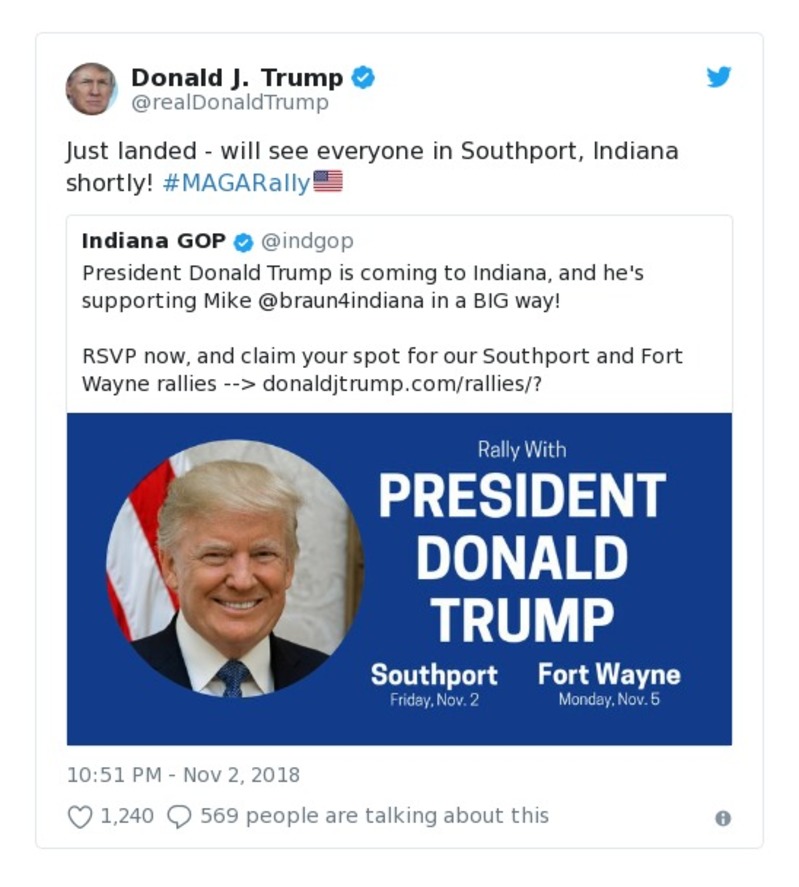 Donald J. Trump
@realDonaldTrump
Just landed - will see everyone in Southport, Indiana
shortly! #MAGARally🇺🇸
Indiana GOP @indgop
President Donald Trump is coming to Indiana, and he's
supporting Mike @braun4indiana in a BIG way!
RSVP now, and claim your spot for our Southport and Fort
Wayne rallies --> donaldjtrump.com/rallies/?
Rally With
PRESIDENT
DONALD
TRUMP
Southport
Friday, Nov. 2
Fort Wayne
Monday, Nov. 5
10:51 PM - Nov 2, 2018
1,240 569 people are talking about this